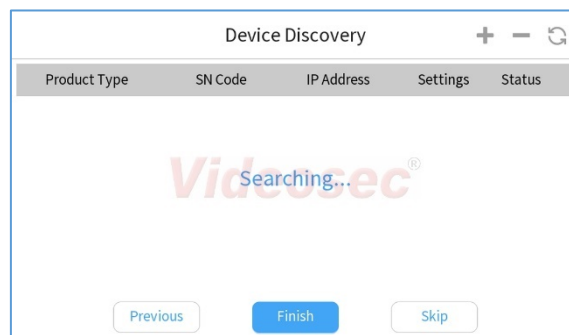 Device Discovery
Product Type SN Code IP Address Settings Status
Videosec®
Searching...
Previous Finish Skip